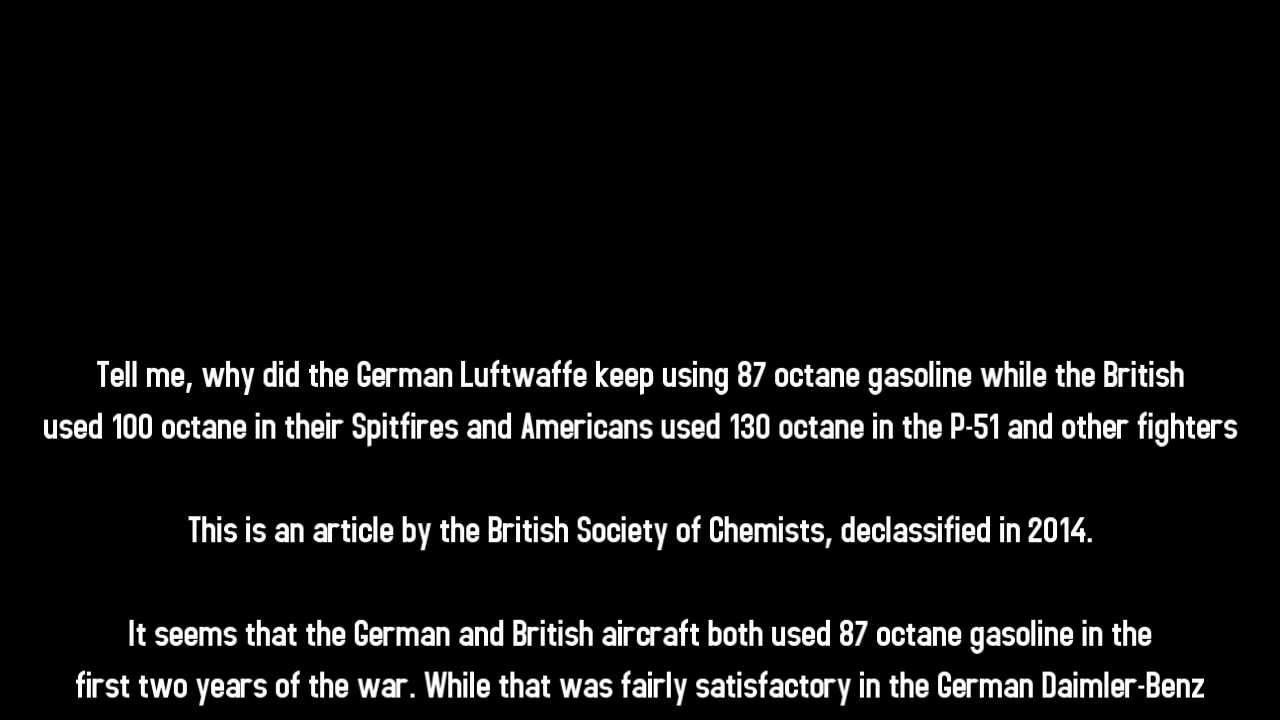 Tell me, why did the German Luftwaffe keep using 87 octane gasoline while the British
used 100 octane in their Spitfires and Americans used 130 octane in the P-51 and other fighters
This is an article by the British Society of Chemists, declassified in 2014.
It seems that the German and British aircraft both used 87 octane gasoline in the
first two years of the war. While that was fairly satisfactory in the German Daimler-Benz